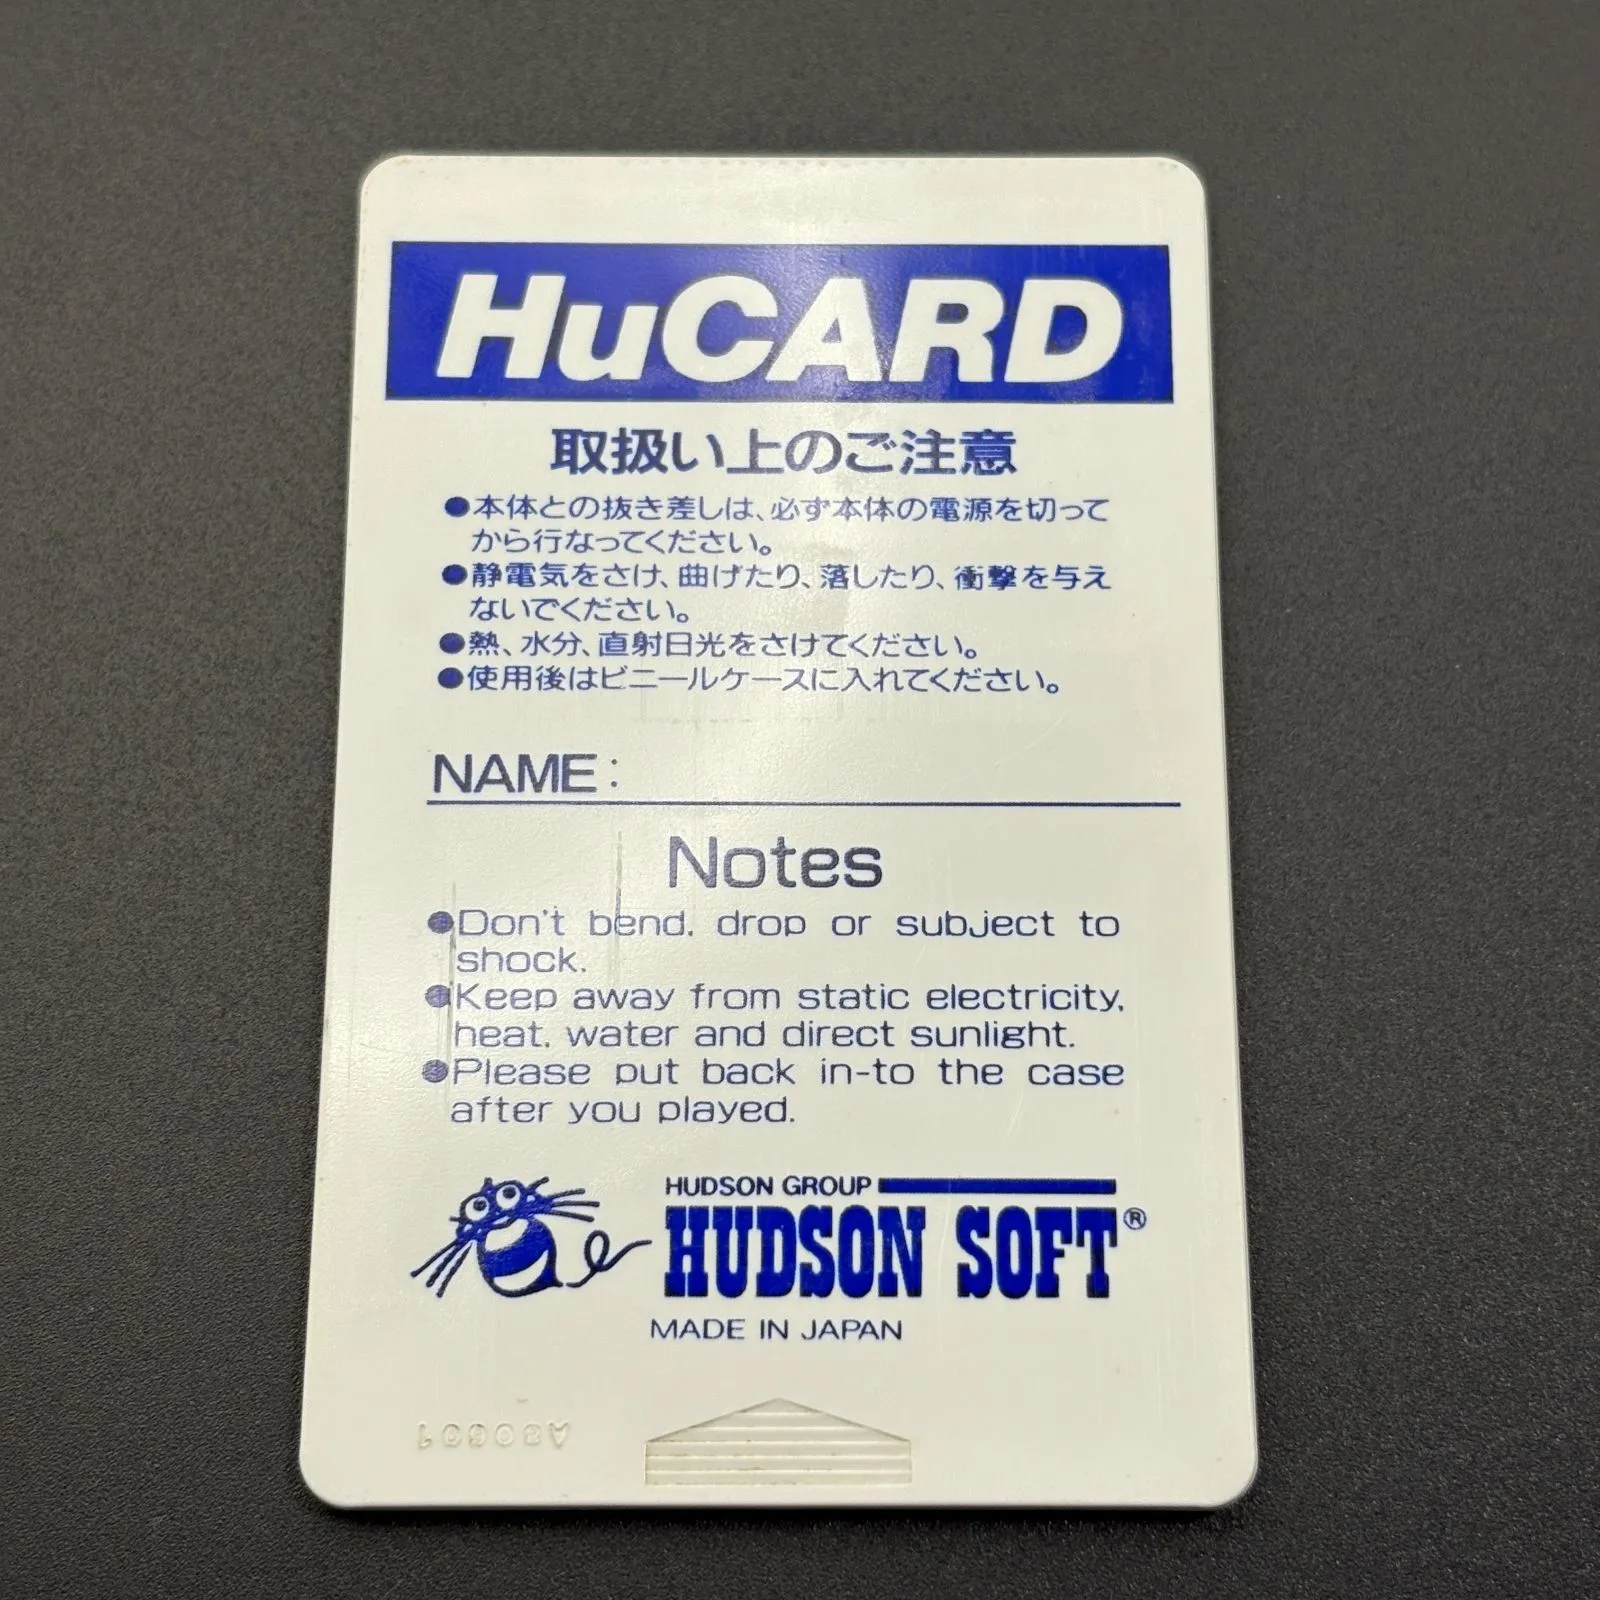 HuCARD
取扱い上のご注意
●本体との抜き差しは、必ず本体の電源を切って
から行なってください。
●静電気をさけ、曲げたり、落したり、衝撃を与え
ないでください。
●熱、水分、直射日光をさけてください。
●使用後はビニールケースに入れてください。
NAME:
Notes
●Don't bend, drop or subject to
shock.
●Keep away from static electricity,
heat, water and direct sunlight.
●Please put back in-to the case
after you played.
HUDSON GROUP
HUDSON SOFT®
MADE IN JAPAN